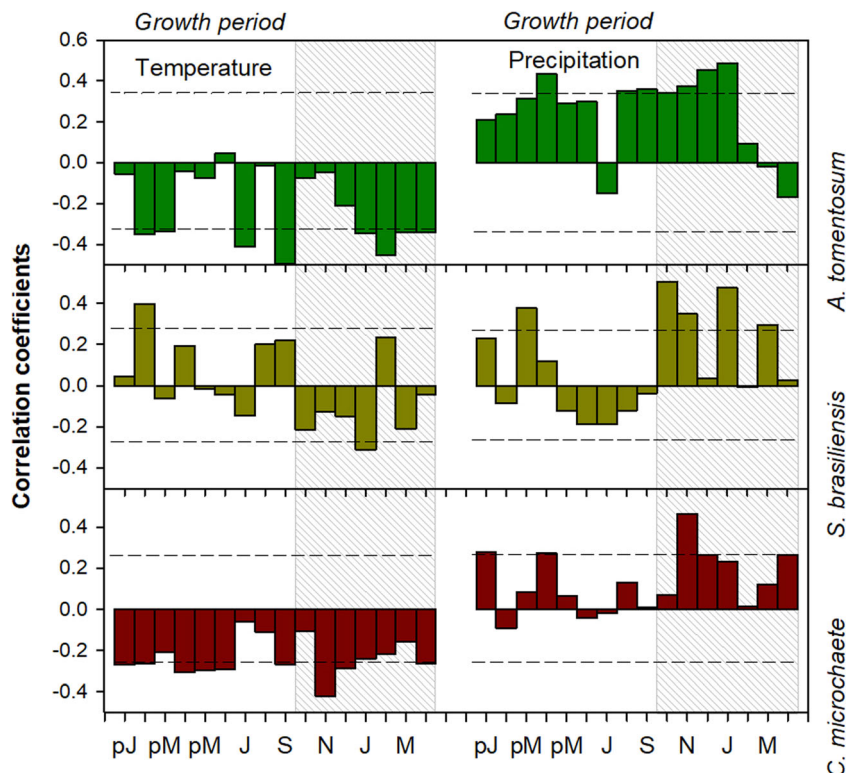 Growth period Growth period
Temperature Precipitation
Correlation coefficients
0.6
0.4
0.2
0.0
-0.2
-0.4
0.4
0.2
0.0
-0.2
-0.4
0.4
0.2
0.0
-0.2
-0.4
A. tomentosum
S. brasiliensis
C. microchaete
pJ pM pM J S N J M pJ pM pM J S N J M